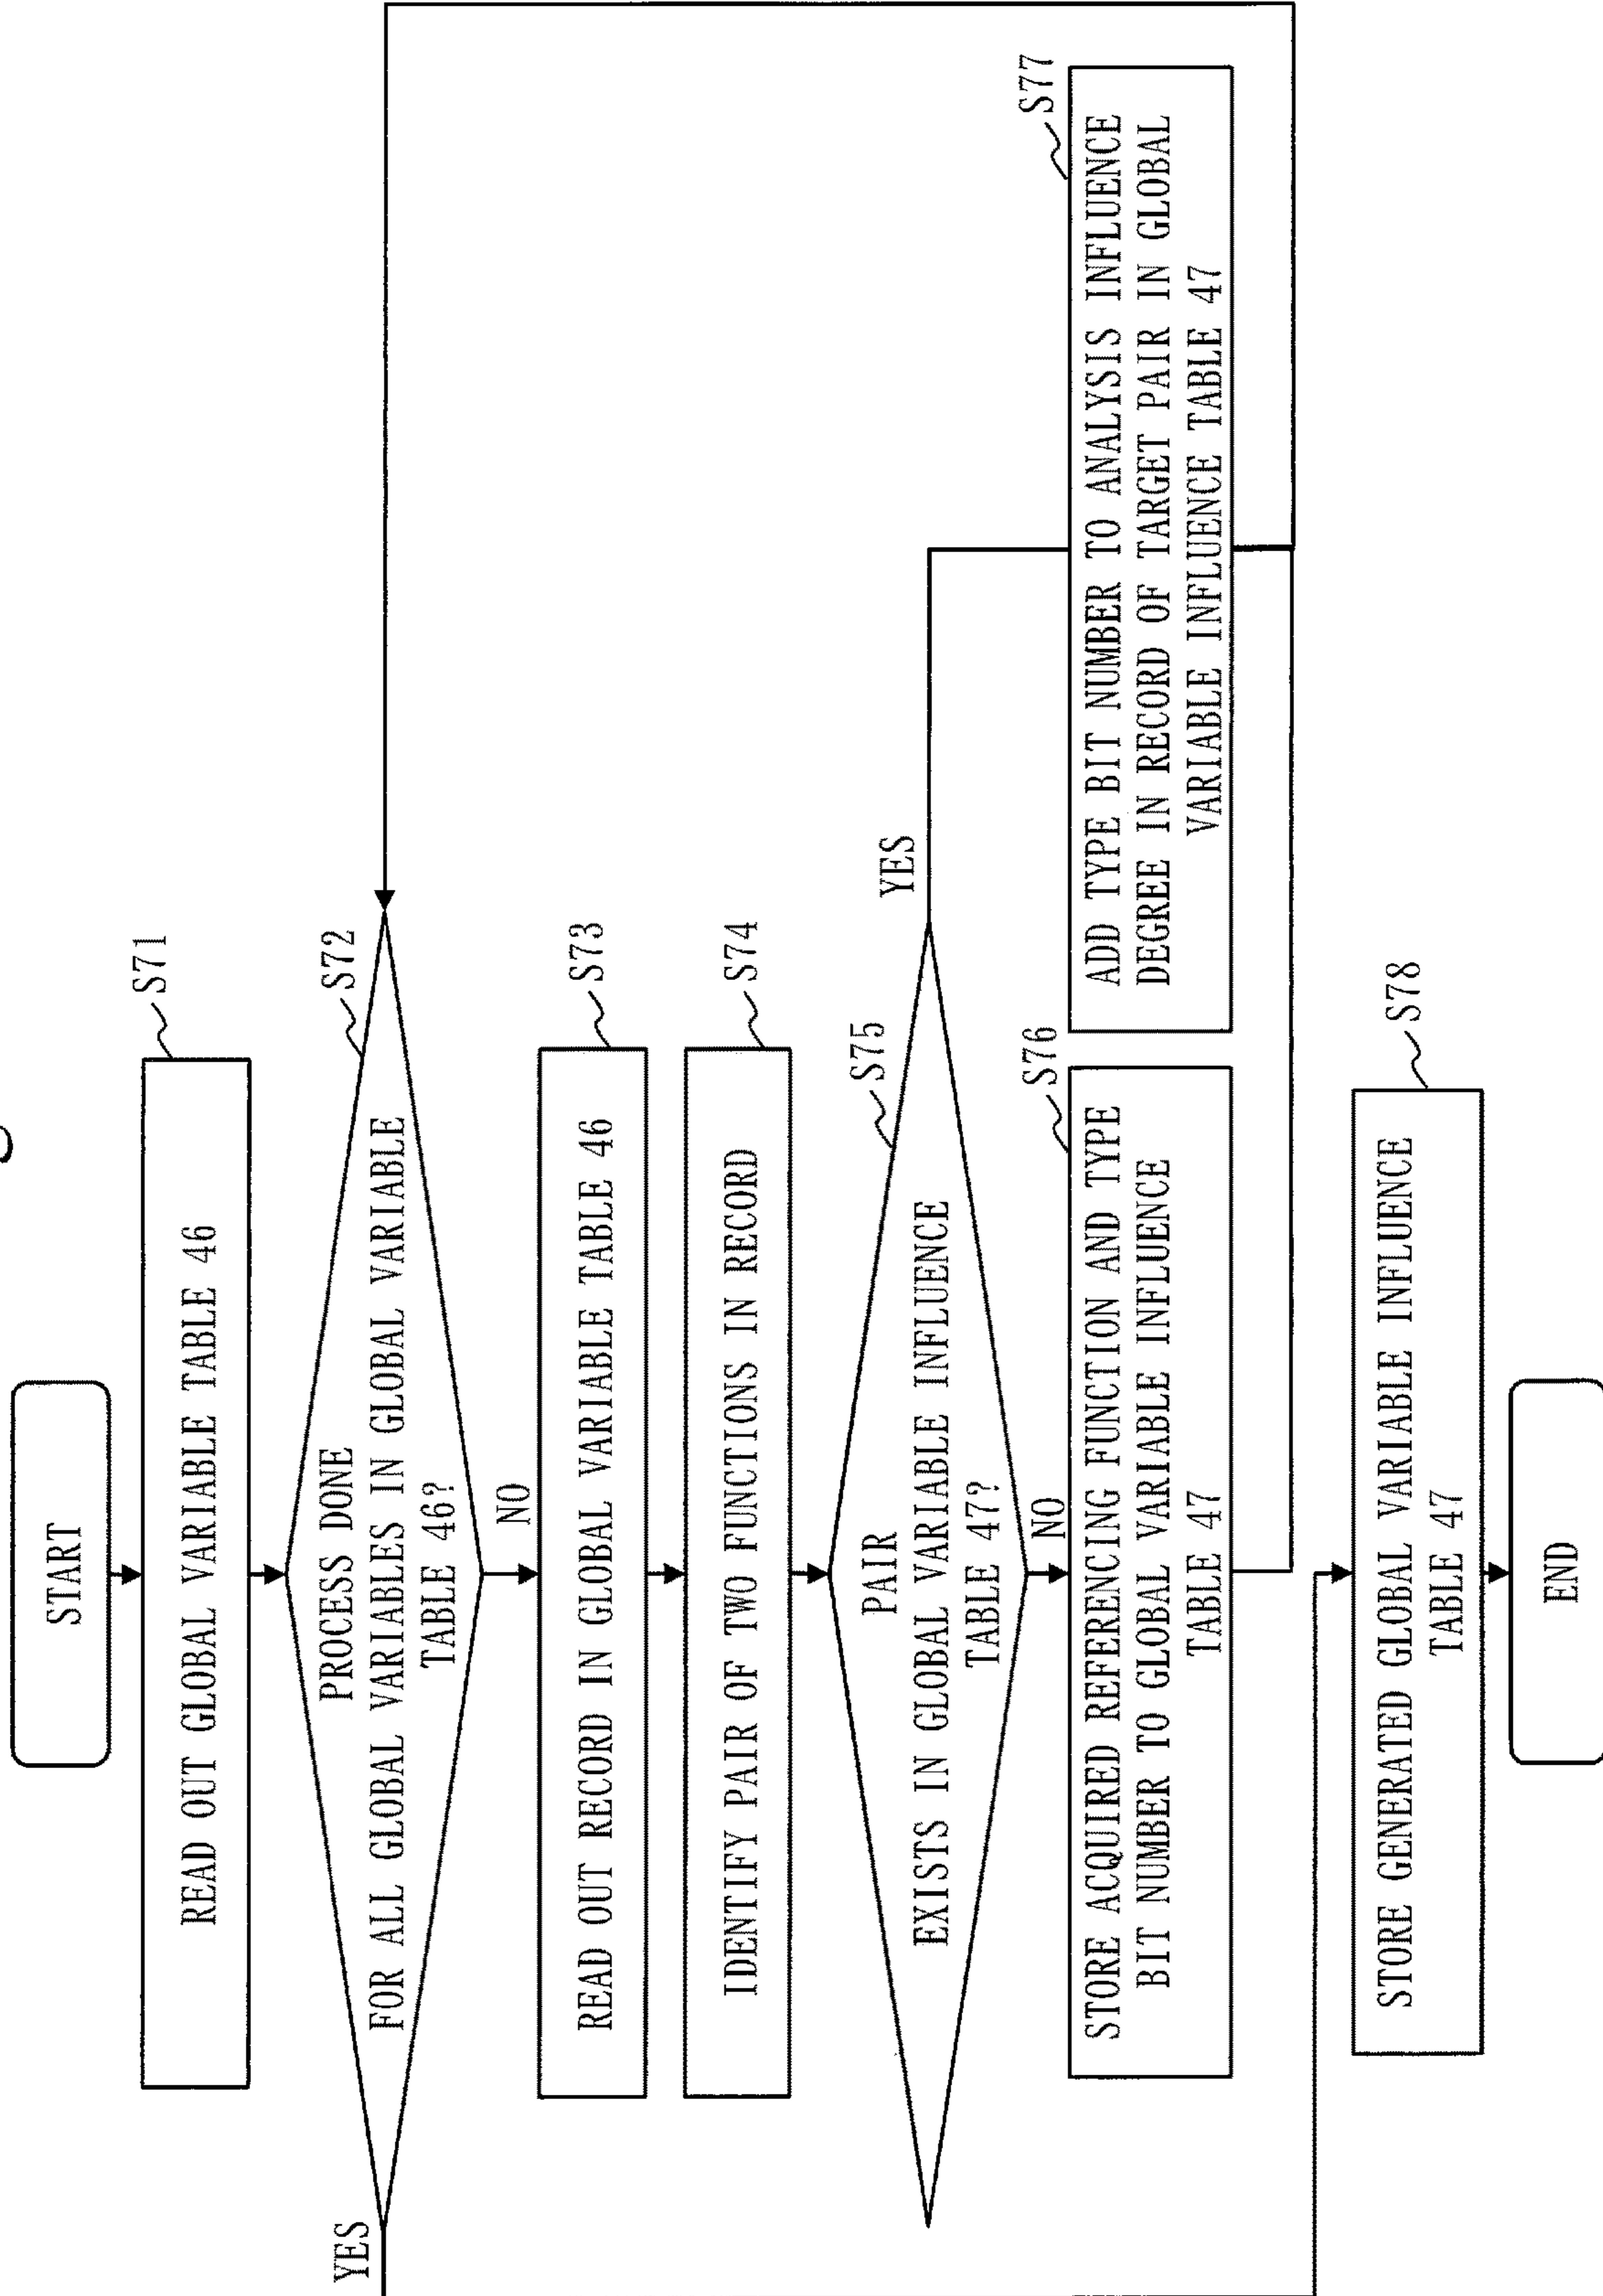 START
READ OUT GLOBAL VARIABLE TABLE 46
S71
PROCESS DONE
FOR ALL GLOBAL VARIABLES IN GLOBAL VARIABLE
TABLE 46?
S72
YES
NO
READ OUT RECORD IN GLOBAL VARIABLE TABLE 46
S73
IDENTIFY PAIR OF TWO FUNCTIONS IN RECORD
S74
PAIR
EXISTS IN GLOBAL VARIABLE INFLUENCE
TABLE 47?
S75
YES
NO
STORE ACQUIRED REFERENCING FUNCTION AND TYPE
BIT NUMBER TO GLOBAL VARIABLE INFLUENCE
TABLE 47
S76
ADD TYPE BIT NUMBER TO ANALYSIS INFLUENCE
DEGREE IN RECORD OF TARGET PAIR IN GLOBAL
VARIABLE INFLUENCE TABLE 47
S77
STORE GENERATED GLOBAL VARIABLE INFLUENCE
TABLE 47
S78
END